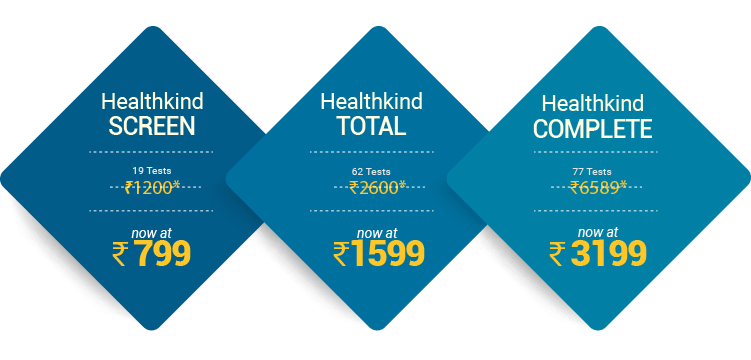 Healthkind
SCREEN
19 Tests
₹1200*
now at
₹ 799
Healthkind
TOTAL
62 Tests
₹2600*
now at
₹1599
Healthkind
COMPLETE
77 Tests
₹6589*
now at
₹ 3199